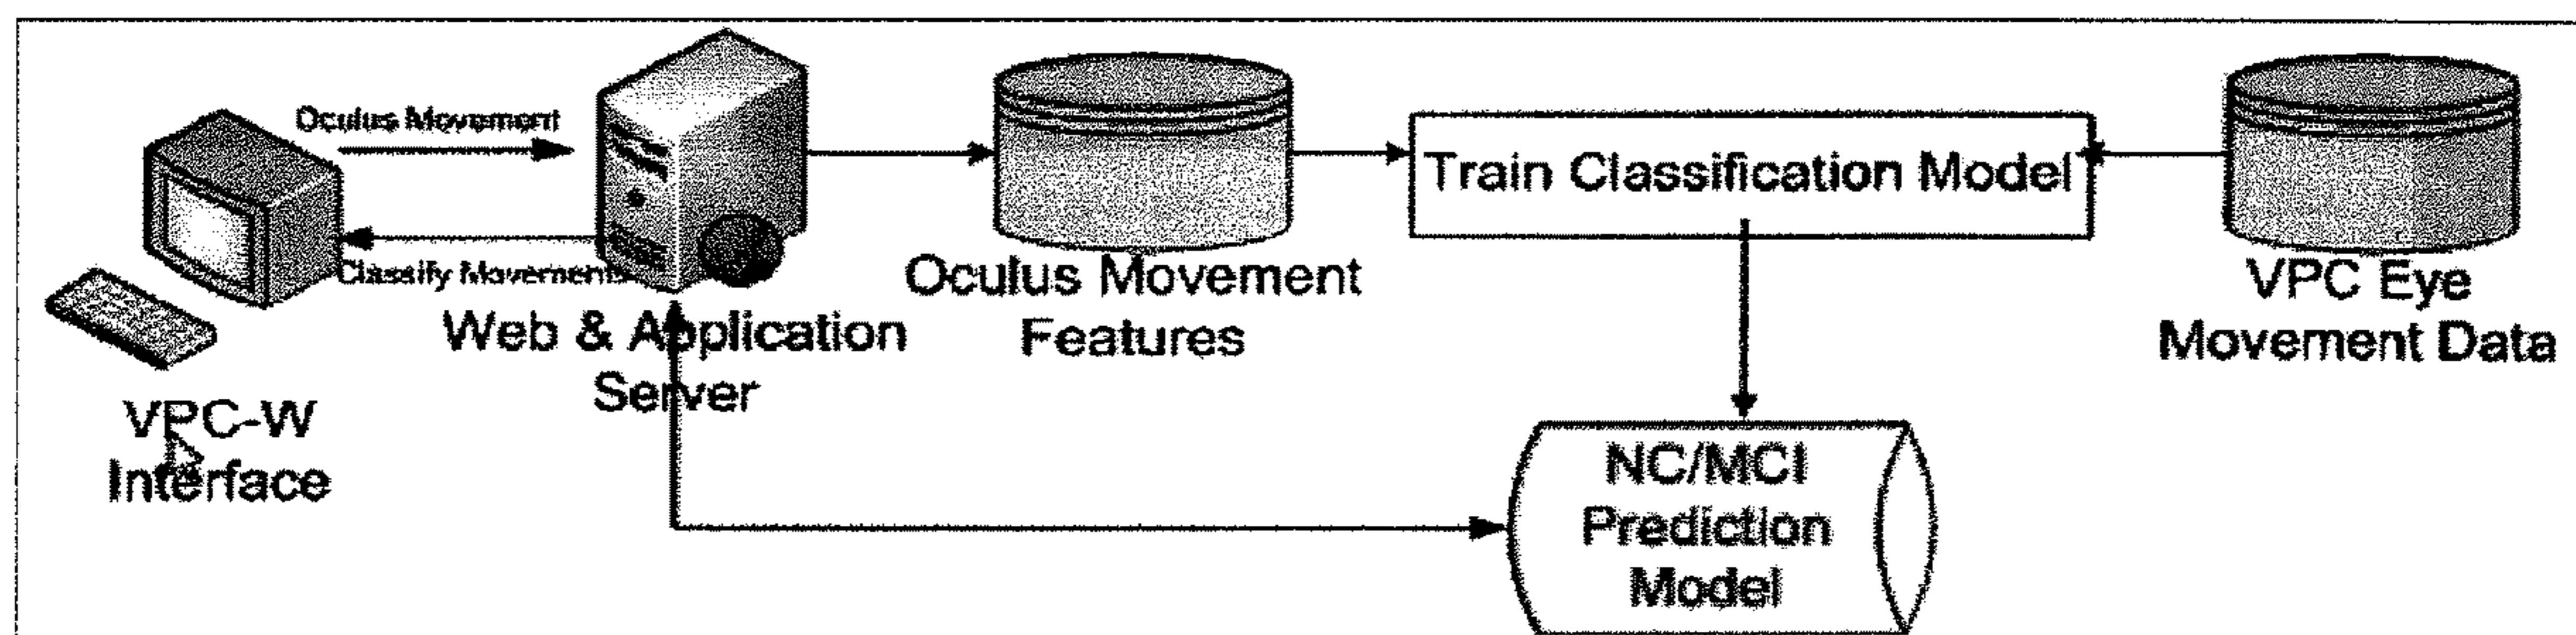 Oculus Movement
Classify Movements
VPC-W
Interface
Web & Application
Server
Oculus Movement
Features
Train Classification Model
VPC Eye
Movement Data
NC/MCI
Prediction
Model